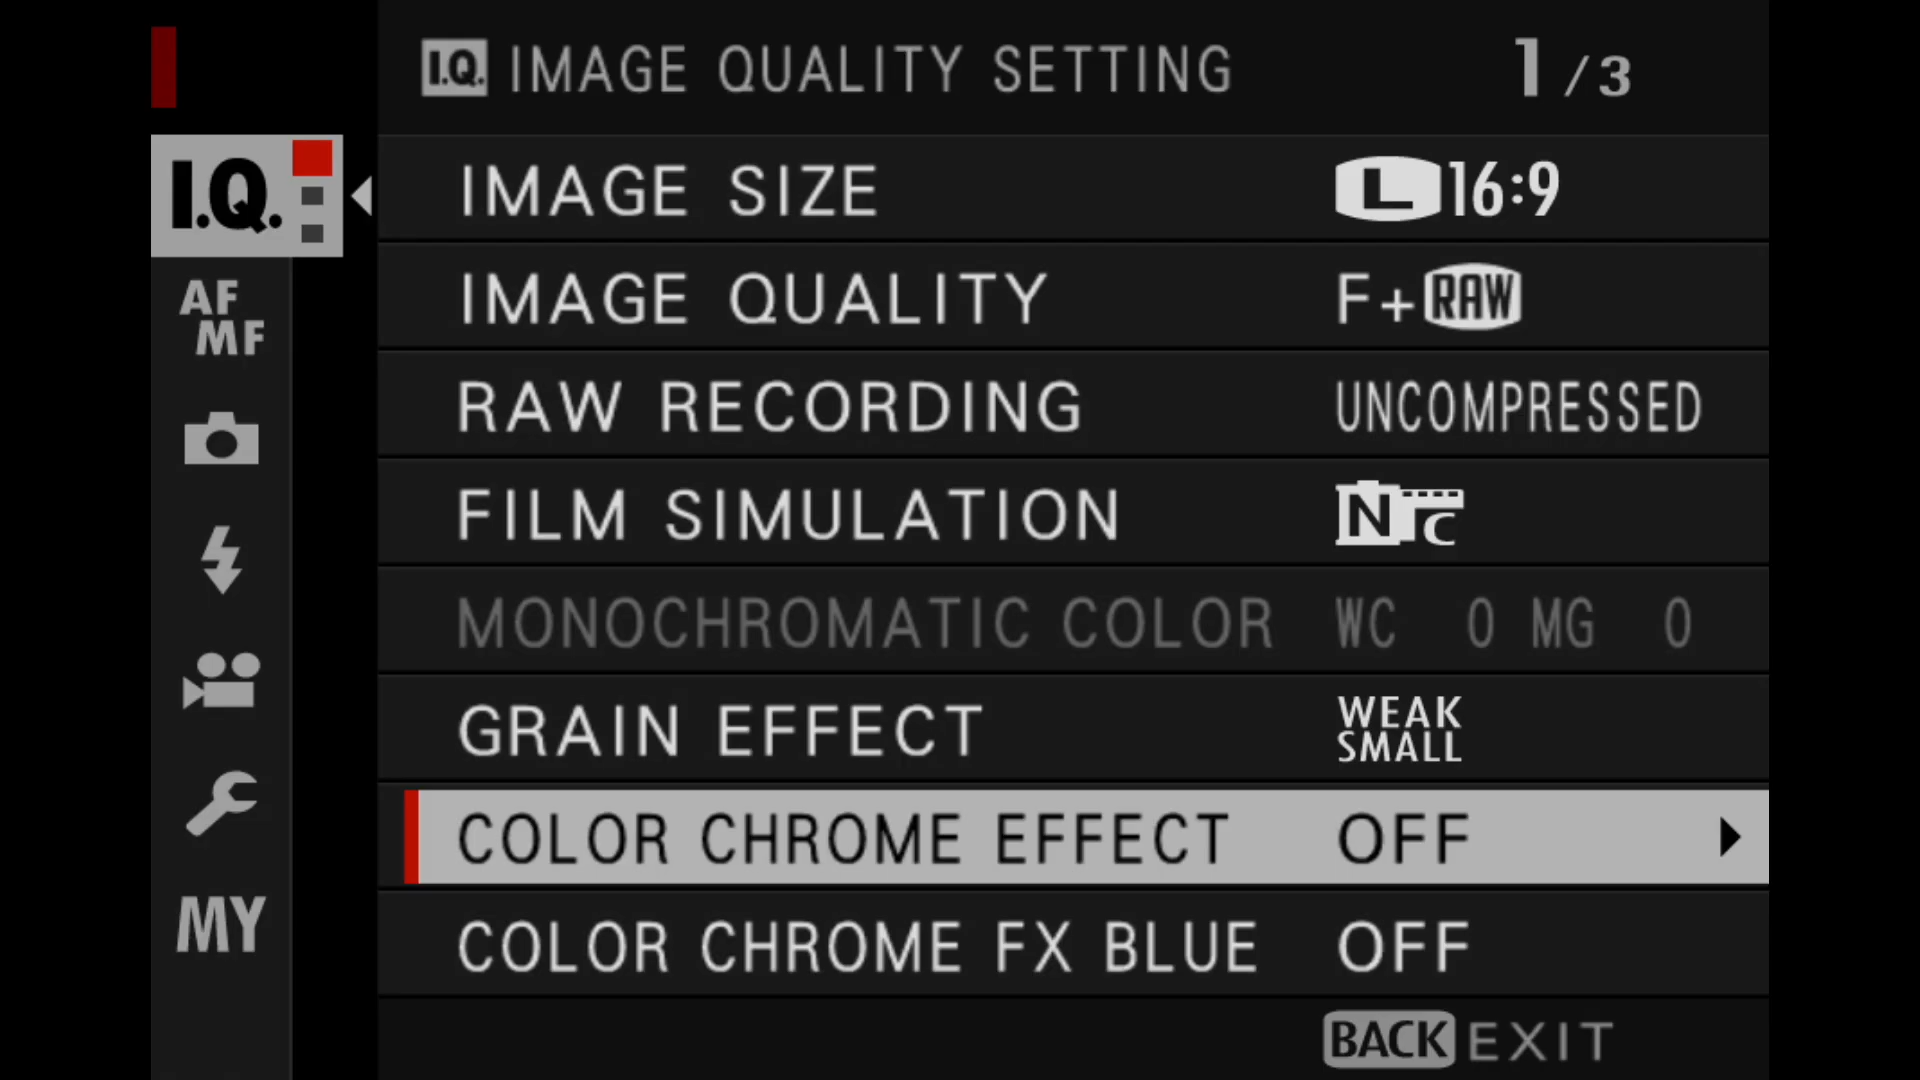 I.Q. IMAGE QUALITY SETTING 1/3
I.Q.
IMAGE SIZE L 16:9
IMAGE QUALITY F+RAW
RAW RECORDING UNCOMPRESSED
FILM SIMULATION Nc
MONOCHROMATIC COLOR WC 0 MG 0
GRAIN EFFECT WEAK
SMALL
COLOR CHROME EFFECT OFF
COLOR CHROME FX BLUE OFF
AF
MF
MY
BACK EXIT